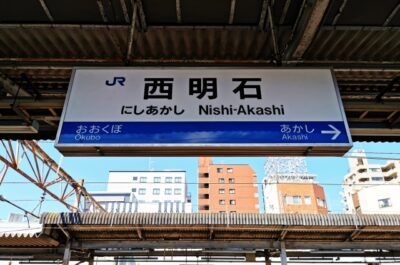 JR
西明石
にしあかし Nishi-Akashi
おおくぼ あかし →
Okubo Akashi